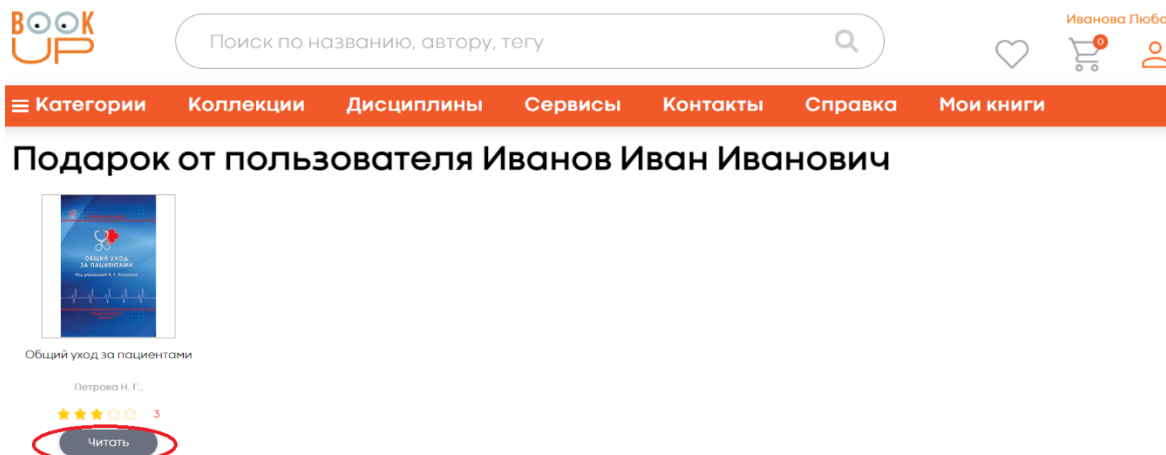 BOOK
UP
Поиск по названию, автору, тегу
Иванова Любо
0
Категории Коллекции Дисциплины Сервисы Контакты Справка Мои книги
Подарок от пользователя Иванов Иван Иванович
ОБЩИЙ УХОД
ЗА ПАЦИЕНТАМИ
Общий уход за пациентами
Петрова Н. Г.,
3
Читать